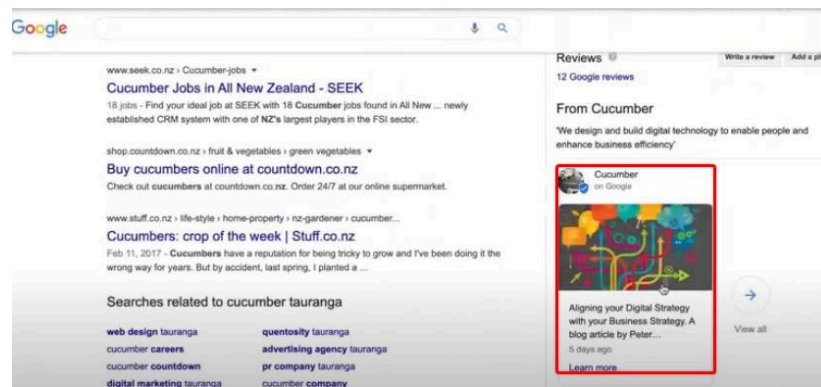 Google
www.seek.co.nz › Cucumber-jobs
Cucumber Jobs in All New Zealand - SEEK
18 jobs - Find your ideal job at SEEK with 18 Cucumber jobs found in All New ... newly
established CRM system with one of NZ's largest players in the FSI sector.
shop.countdown.co.nz › fruit & vegetables › green vegetables
Buy cucumbers online at countdown.co.nz
Check out cucumbers at countdown.co.nz. Order 24/7 at our online supermarket.
www.stuff.co.nz › life-style › home-property › nz-gardener › cucumber...
Cucumbers: crop of the week | Stuff.co.nz
Feb 11, 2017 - Cucumbers have a reputation for being tricky to grow and I've been doing it the
wrong way for years. But by accident, last spring, I planted a ...
Searches related to cucumber tauranga
web design tauranga
quentosity tauranga
cucumber careers
advertising agency tauranga
cucumber countdown
pr company tauranga
digital marketing tauranga
cucumber company
Reviews
Write a review
Add a
12 Google reviews
From Cucumber
'We design and build digital technology to enable people and
enhance business efficiency'
Cucumber
on Google
Aligning your Digital Strategy
with your Business Strategy. A
blog article by Peter...
5 days ago
Learn more
View all